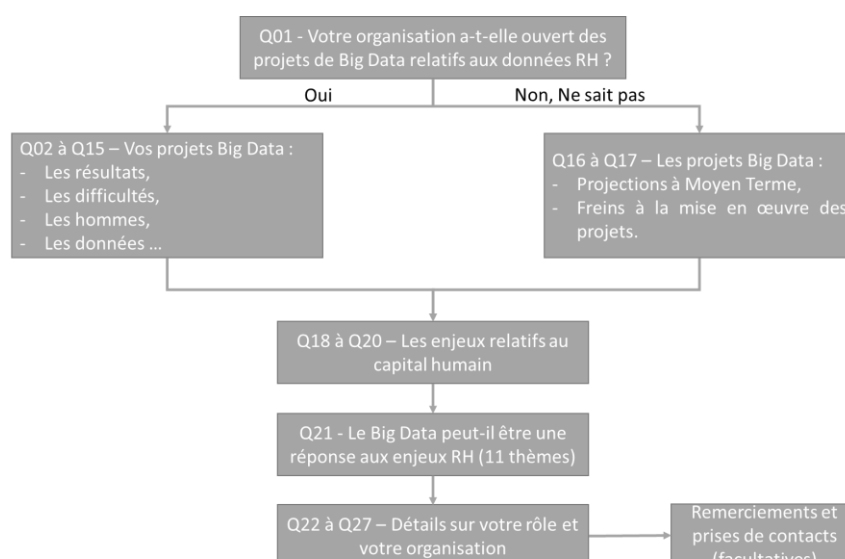 Q01 - Votre organisation a-t-elle ouvert des
projets de Big Data relatifs aux données RH ?
Oui
Non, Ne sait pas
Q02 à Q15 – Vos projets Big Data :
- Les résultats,
- Les difficultés,
- Les hommes,
- Les données ...
Q16 à Q17 – Les projets Big Data :
- Projections à Moyen Terme,
- Freins à la mise en œuvre des
projets.
Q18 à Q20 – Les enjeux relatifs au
capital humain
Q21 - Le Big Data peut-il être une
réponse aux enjeux RH (11 thèmes)
Q22 à Q27 – Détails sur votre rôle et
votre organisation
Remerciements et
prises de contacts
(facultatives)